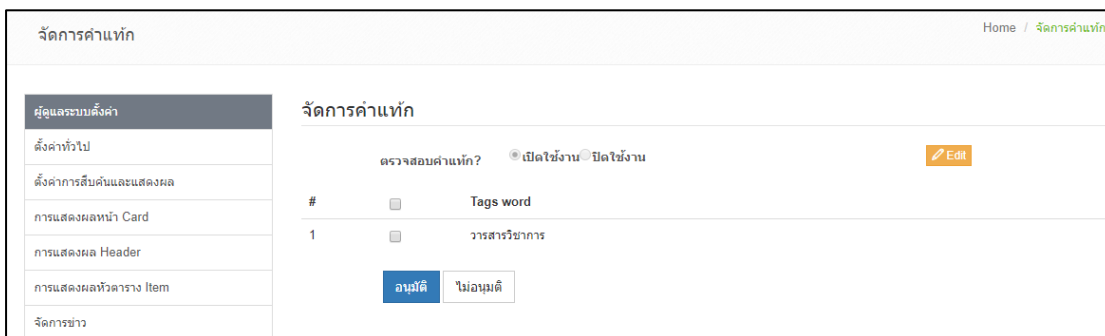 จัดการคำแท้ก
Home / จัดการคำแท้ก
ผู้ดูแลระบบตั้งค่า
ตั้งค่าทั่วไป
ตั้งค่าการสืบค้นและแสดงผล
การแสดงผลหน้า Card
การแสดงผล Header
การแสดงผลหัวตาราง Item
จัดการข่าว
จัดการคำแท้ก
ตรวจสอบคำแท้ก? เปิดใช้งาน ปิดใช้งาน Edit
# Tags word
1 วารสารวิชาการ
อนุมัติ ไม่อนุมติ